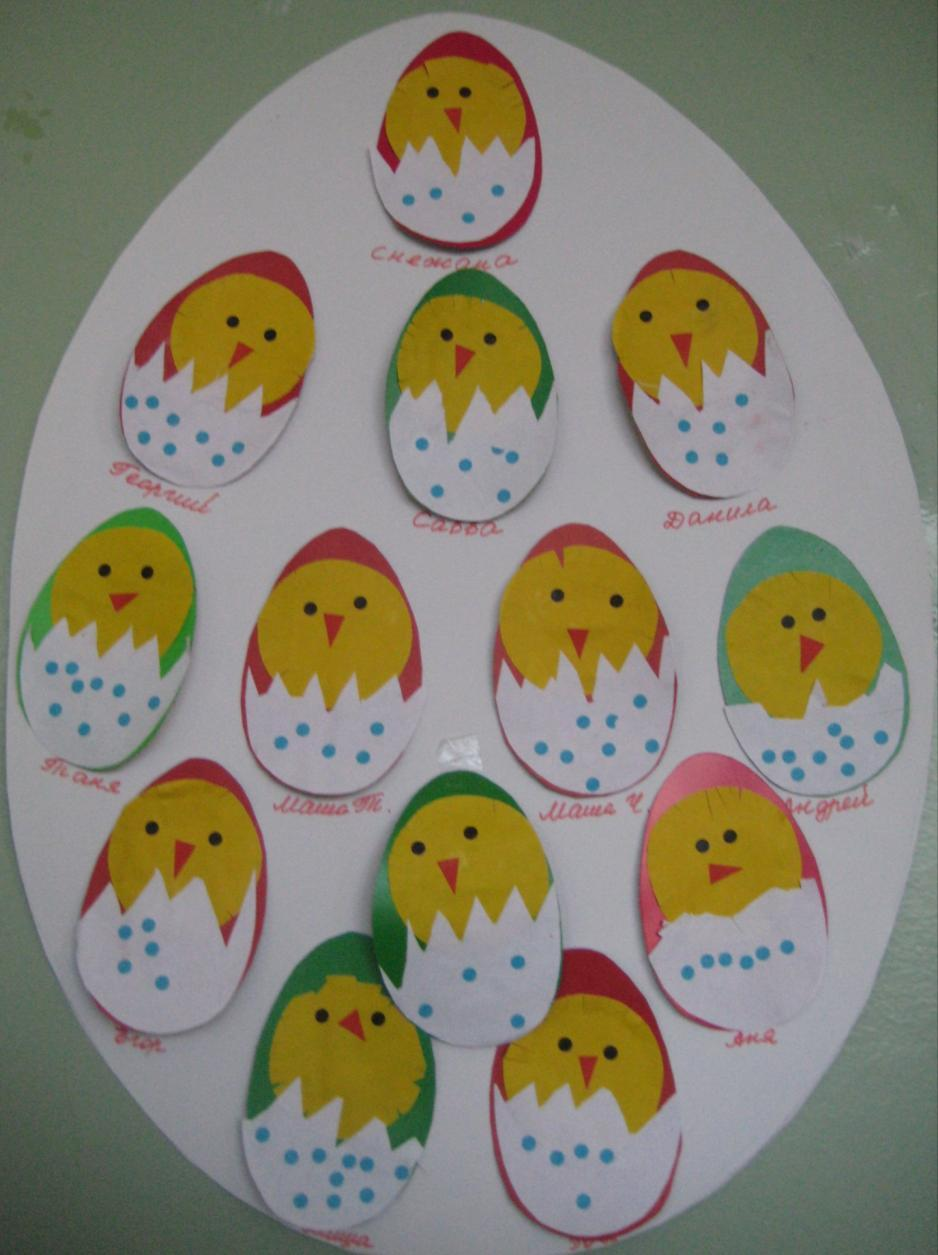 Снежана
Георгий
Савва
Данила
Таня
Маша Т.
Маша Ч.
Андрей
Егор
Аня